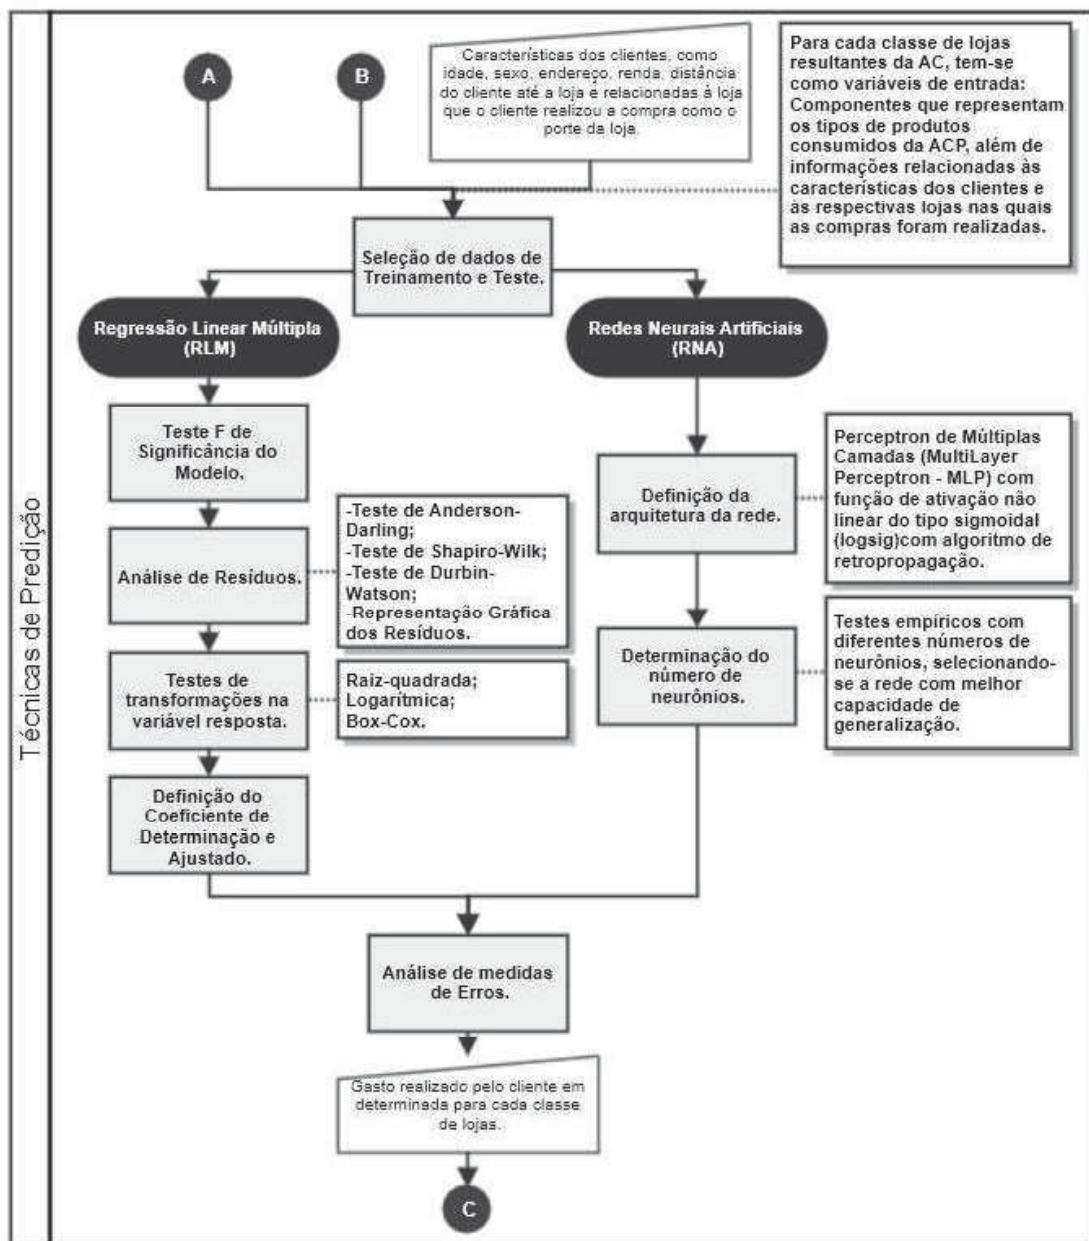 A
B
Características dos clientes, como
idade, sexo, endereço, renda, distância
do cliente até a loja e relacionadas à loja
que o cliente realizou a compra como o
porte da loja.
Para cada classe de lojas
resultantes da AC, tem-se
como variáveis de entrada:
Componentes que representam
os tipos de produtos
consumidos da ACP, além de
informações relacionadas às
características dos clientes e
as respectivas lojas nas quais
as compras foram realizadas.
Seleção de dados de
Treinamento e Teste.
Regressão Linear Múltipla
(RLM)
Redes Neurais Artificiais
(RNA)
Teste F de
Significância do
Modelo.
Perceptron de Múltiplas
Camadas (MultiLayer
Perceptron - MLP) com
função de ativação não
linear do tipo sigmoidal
(logsig)com algoritmo de
retropropagação.
Definição da
arquitetura da rede.
-Teste de Anderson-
Darling;
-Teste de Shapiro-Wilk;
-Teste de Durbin-
Watson;
-Representação Gráfica
dos Resíduos.
Análise de Resíduos.
Técnicas de Predição
Testes de
transformações na
variável resposta.
Raiz-quadrada;
Logarítmica;
Box-Cox.
Determinação do
número de
neurônios.
Testes empíricos com
diferentes números de
neurônios, selecionando-
se a rede com melhor
capacidade de
generalização.
Definição do
Coeficiente de
Determinação e
Ajustado.
Análise de medidas
de Erros.
Gasto realizado pelo cliente em
determinada para cada classe
de lojas.
C